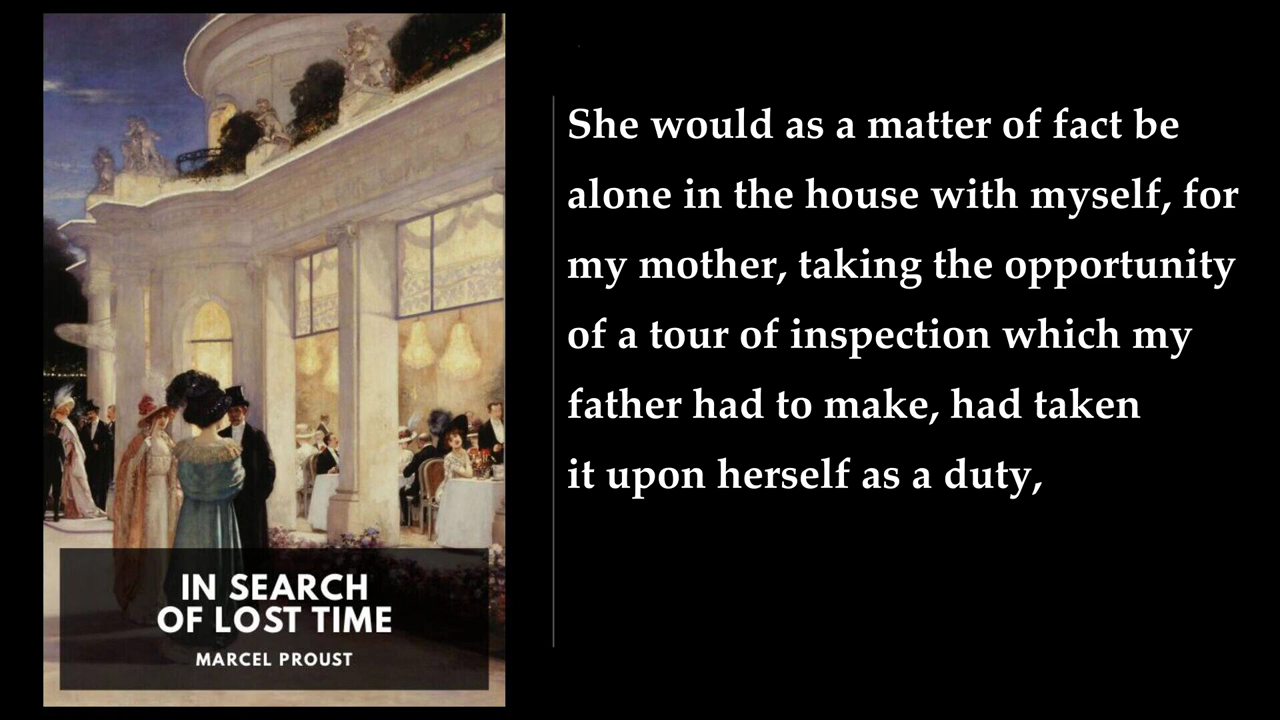 She would as a matter of fact be
alone in the house with myself, for
my mother, taking the opportunity
of a tour of inspection which my
father had to make, had taken
it upon herself as a duty,
IN SEARCH
OF LOST TIME
MARCEL PROUST